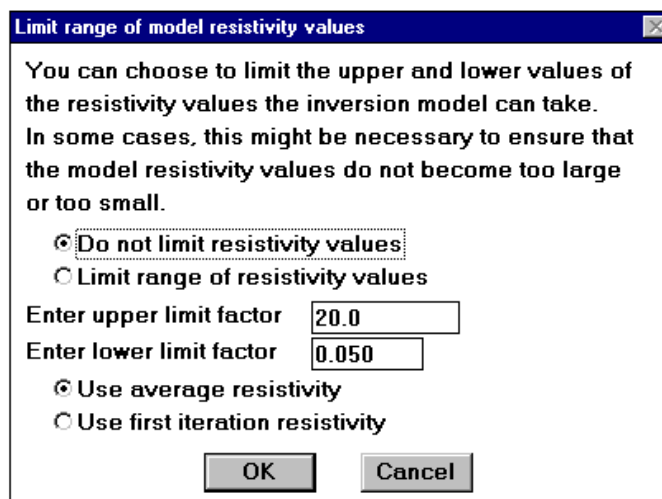 Limit range of model resistivity values
You can choose to limit the upper and lower values of
the resistivity values the inversion model can take.
In some cases, this might be necessary to ensure that
the model resistivity values do not become too large
or too small.
Do not limit resistivity values
Limit range of resistivity values
Enter upper limit factor 20.0
Enter lower limit factor 0.050
Use average resistivity
Use first iteration resistivity
OK Cancel